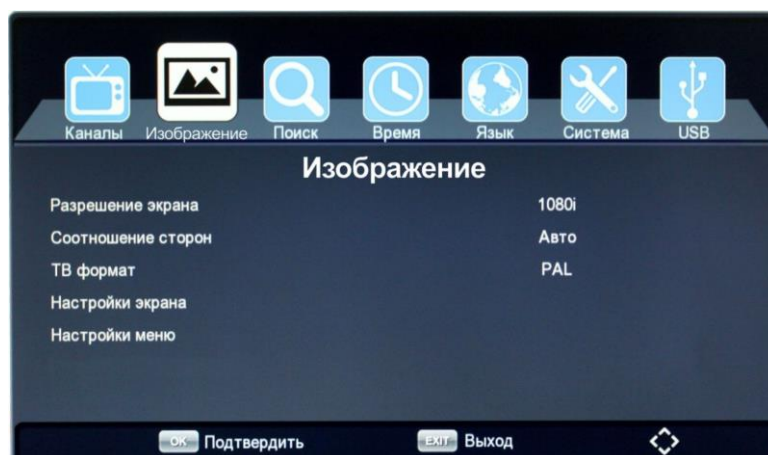 Каналы Изображение Поиск Время Язык Система USB
Изображение
Разрешение экрана 1080i
Соотношение сторон Авто
ТВ формат PAL
Настройки экрана
Настройки меню
OK Подтвердить EXIT Выход